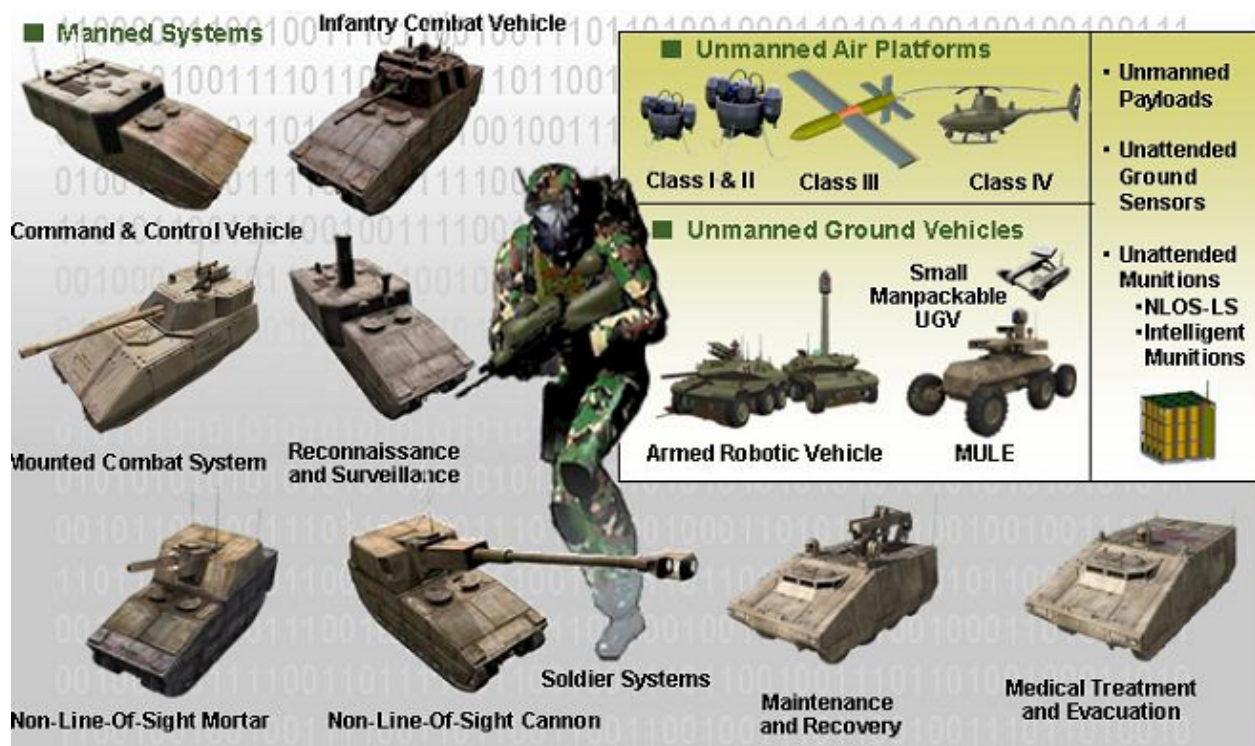 Manned Systems
Infantry Combat Vehicle
Command & Control Vehicle
Mounted Combat System
Reconnaissance
and Surveillance
Non-Line-Of-Sight Mortar
Non-Line-Of-Sight Cannon
Soldier Systems
Maintenance
and Recovery
Medical Treatment
and Evacuation
Unmanned Air Platforms
Class I & II
Class III
Class IV
Unmanned Ground Vehicles
Small
Manpackable
UGV
Armed Robotic Vehicle
MULE
• Unmanned
Payloads
• Unattended
Ground
Sensors
• Unattended
Munitions
•NLOS-LS
•Intelligent
Munitions